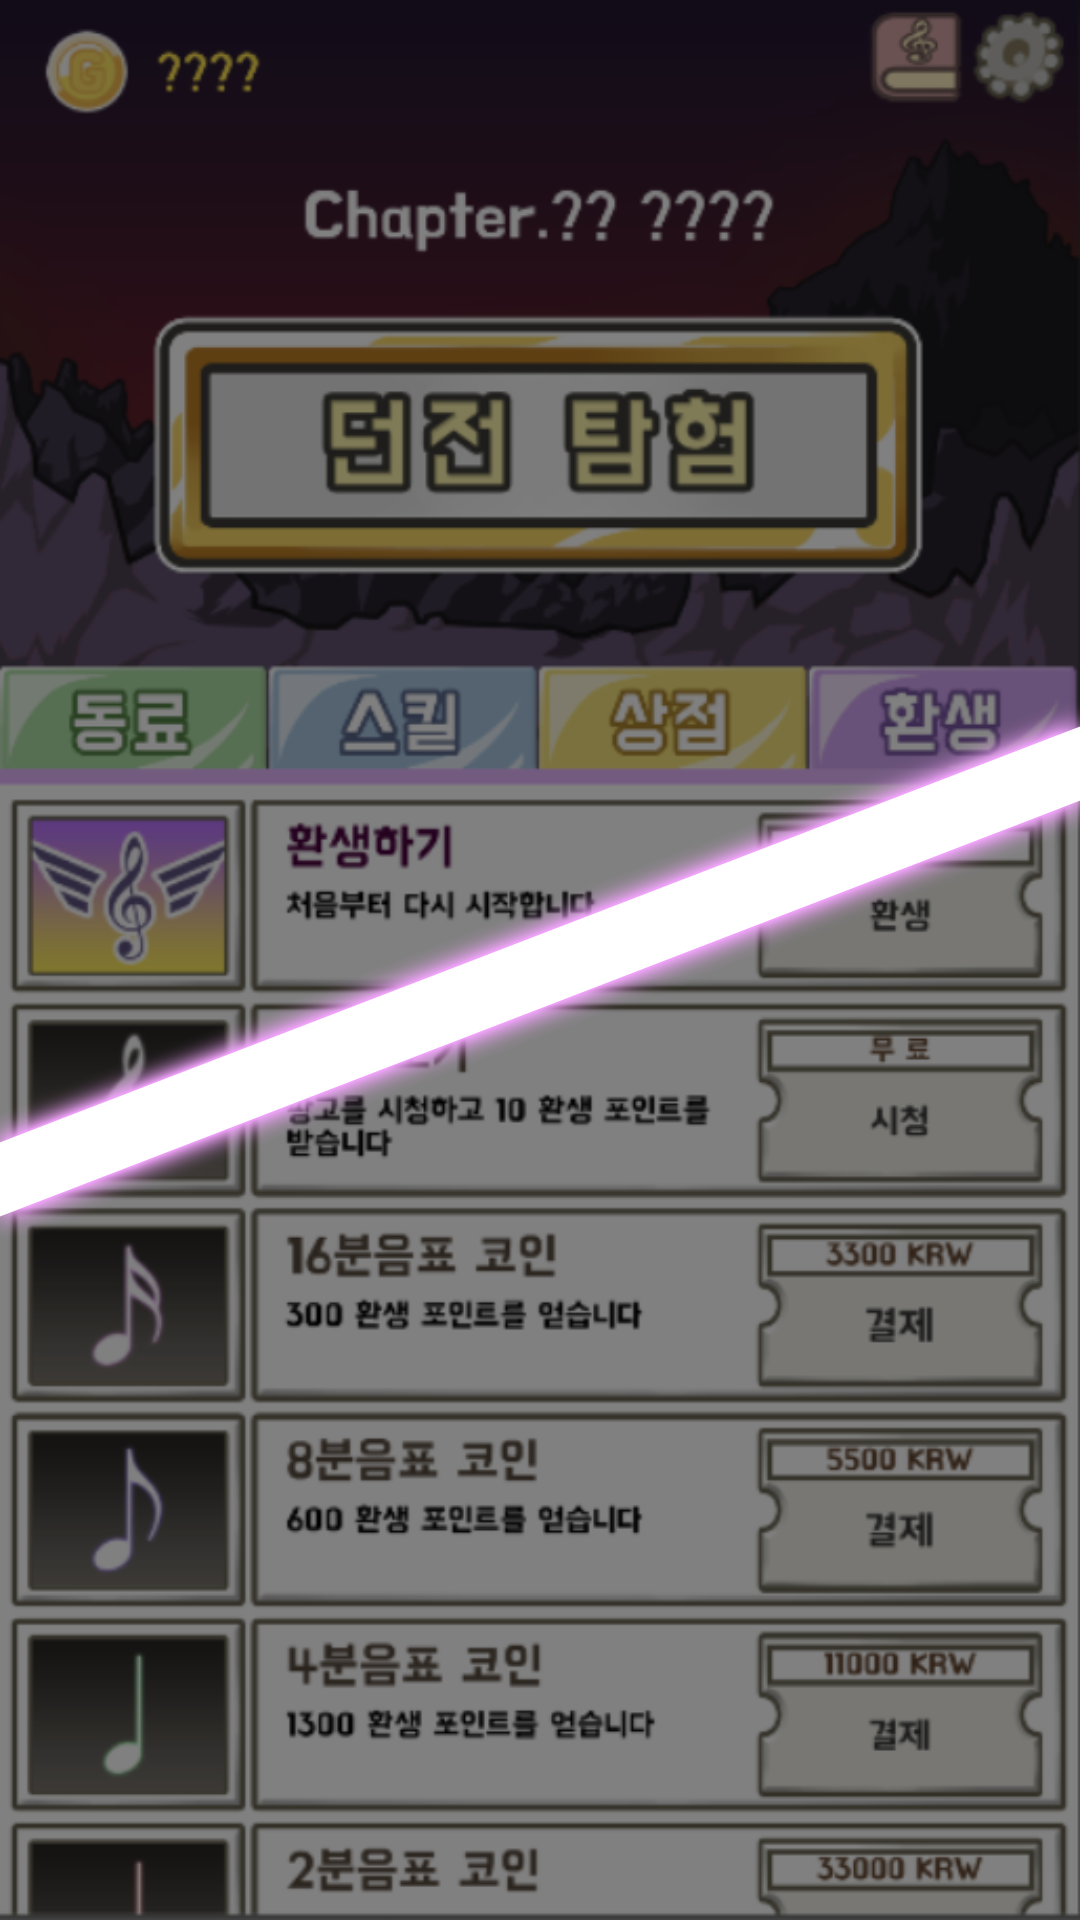 ????
Chapter.?? ????
던전 탐험
동료
스킬
상점
환생
환생하기
처음부터 다시 시작합니다
환생
무료
광고를 시청하고 10 환생 포인트를
받습니다
시청
16분음표 코인
300 환생 포인트를 얻습니다
3300 KRW
결제
8분음표 코인
600 환생 포인트를 얻습니다
5500 KRW
결제
4분음표 코인
1300 환생 포인트를 얻습니다
11000 KRW
결제
2분음표 코인
33000 KRW